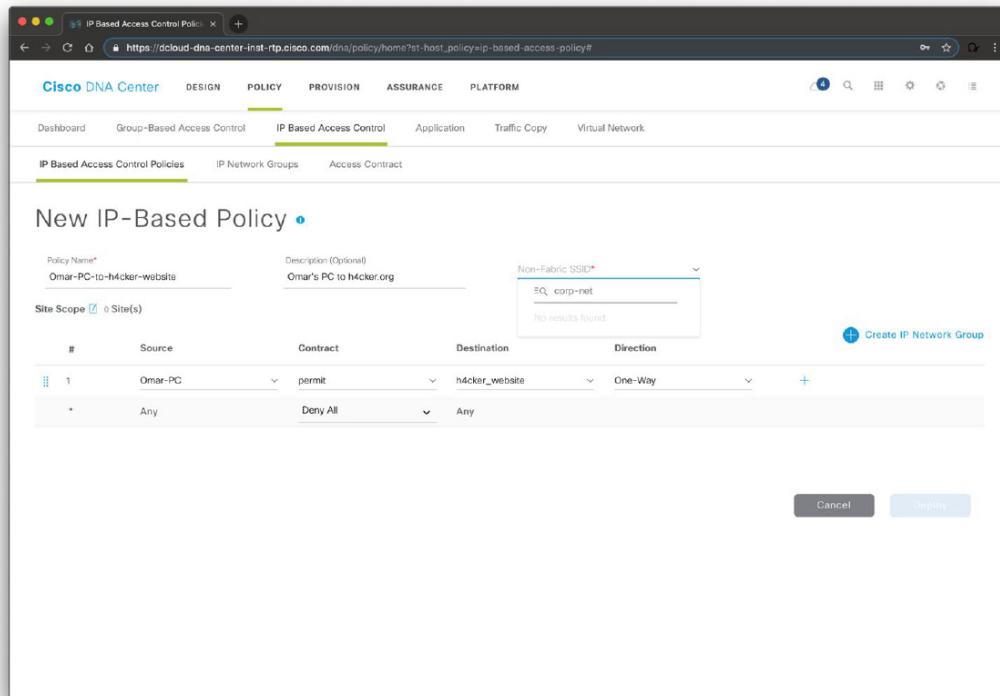 IP Based Access Control Polici
https://dcloud-dna-center-inst-rtp.cisco.com/dna/policy/home?st-host_policy=ip-based-access-policy#
Cisco DNA Center DESIGN POLICY PROVISION ASSURANCE PLATFORM 4
Dashboard Group-Based Access Control IP Based Access Control Application Traffic Copy Virtual Network
IP Based Access Control Policies IP Network Groups Access Contract
New IP-Based Policy
Policy Name* Description (Optional) Non-Fabric SSID*
Omar-PC-to-h4cker-website Omar's PC to h4cker.org
corp-net
Site Scope 0 Site(s)
No results found
Create IP Network Group
# Source Contract Destination Direction
1 Omar-PC permit h4cker_website One-Way
* Any Deny All Any
Cancel Deploy